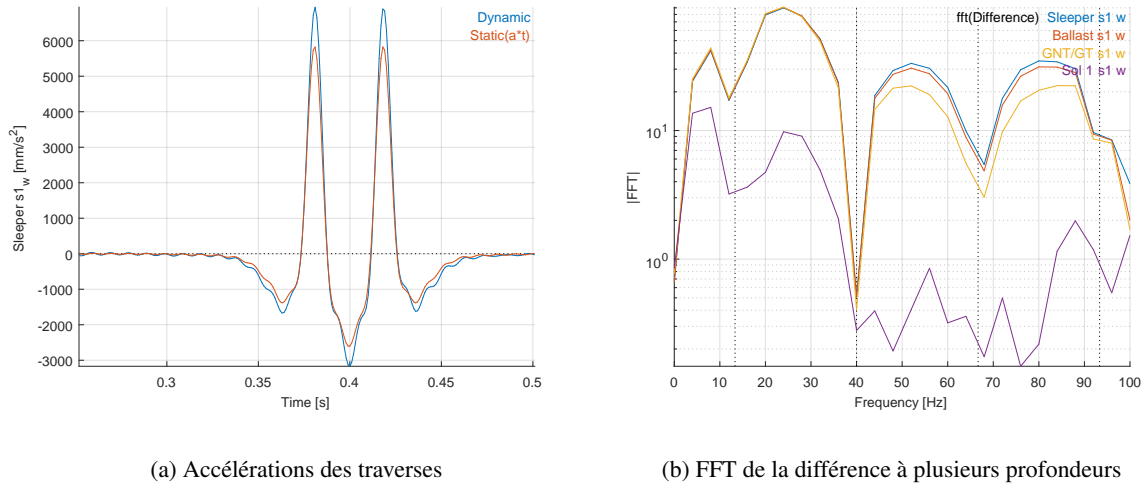 Dynamic
Static(a*t)
Sleeper s1_w [mm/s²]
6000
5000
4000
3000
2000
1000
0
-1000
-2000
-3000
0.3
0.35
0.4
0.45
0.5
Time [s]
(a) Accélérations des traverses
fft(Difference) Sleeper s1 w
Ballast s1 w
GNT/GT s1 w
Sol 1 s1 w
|FFT|
10¹
10⁰
0
10
20
30
40
50
60
70
80
90
100
Frequency [Hz]
(b) FFT de la différence à plusieurs profondeurs